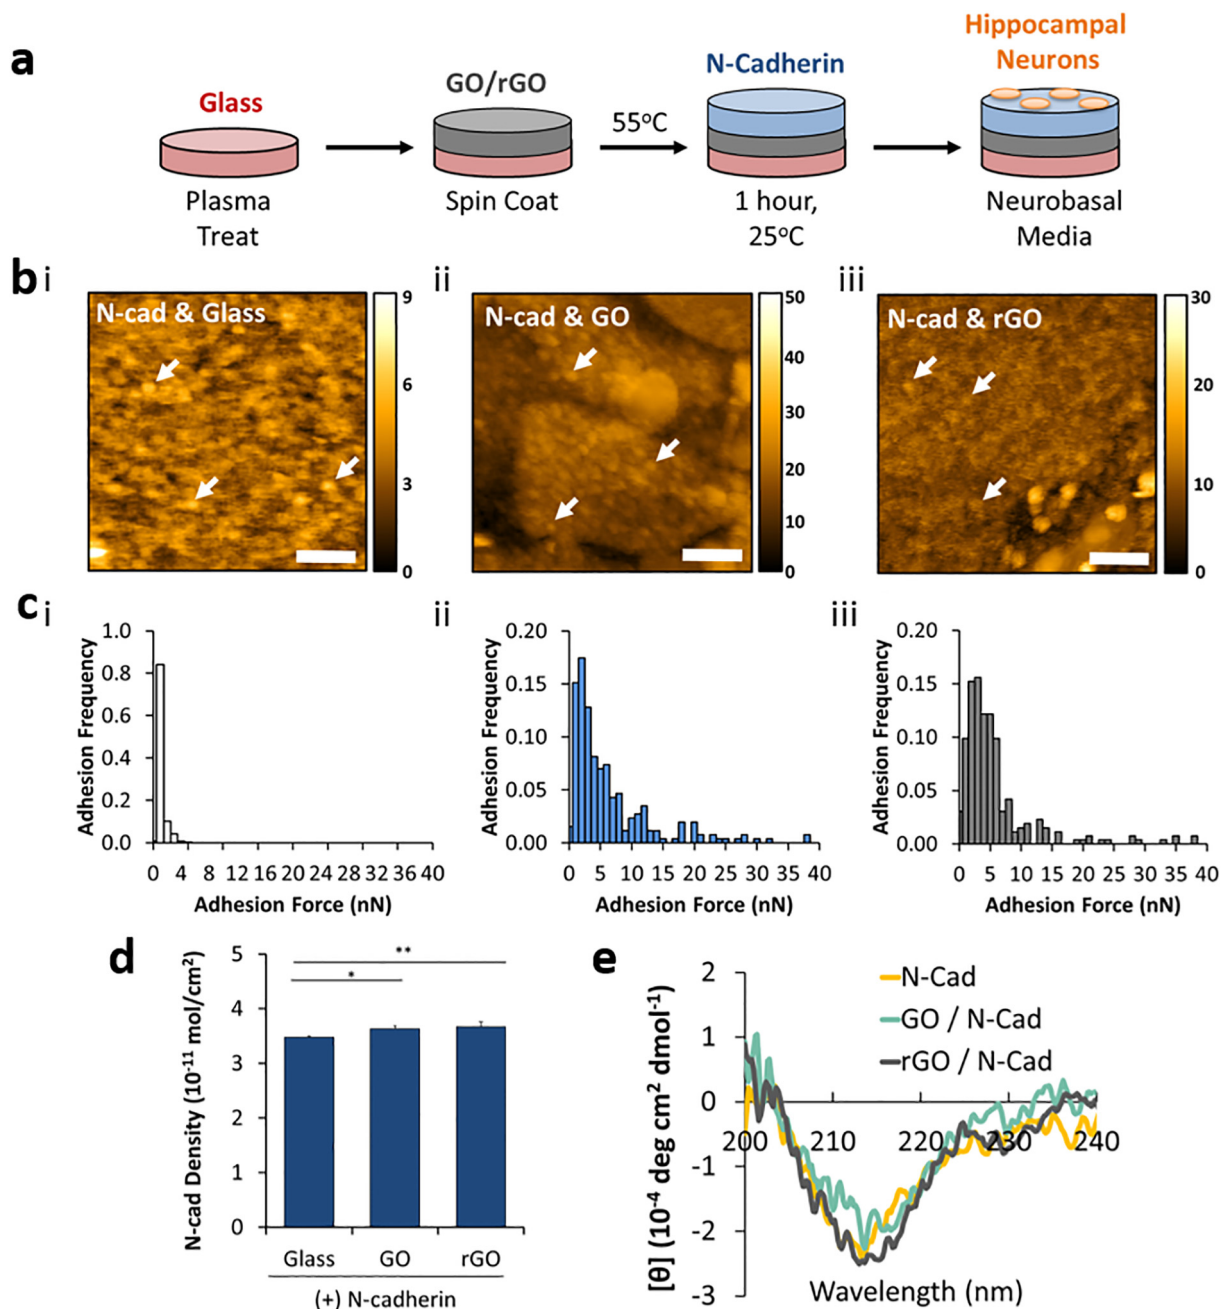 a
Glass
Plasma
Treat
GO/rGO
Spin Coat
55°C
N-Cadherin
1 hour,
25°C
Hippocampal
Neurons
Neurobasal
Media
b
i
N-cad & Glass
9
6
3
0
ii
N-cad & GO
50
40
30
20
10
0
iii
N-cad & rGO
30
20
10
0
c
i
Adhesion Frequency
1.0
0.8
0.6
0.4
0.2
0.0
0 4 8 12 16 20 24 28 32 36 40
Adhesion Force (nN)
ii
Adhesion Frequency
0.20
0.15
0.10
0.05
0.00
0 5 10 15 20 25 30 35 40
Adhesion Force (nN)
iii
Adhesion Frequency
0.20
0.15
0.10
0.05
0.00
0 5 10 15 20 25 30 35 40
Adhesion Force (nN)
d
N-cad Density (10⁻¹¹ mol/cm²)
5
4
3
2
1
0
**
*
Glass GO rGO
(+) N-cadherin
e
[θ] (10⁻⁴ deg cm² dmol⁻¹)
2
1
0
-1
-2
-3
N-Cad
GO / N-Cad
rGO / N-Cad
200 210 220 230 240
Wavelength (nm)